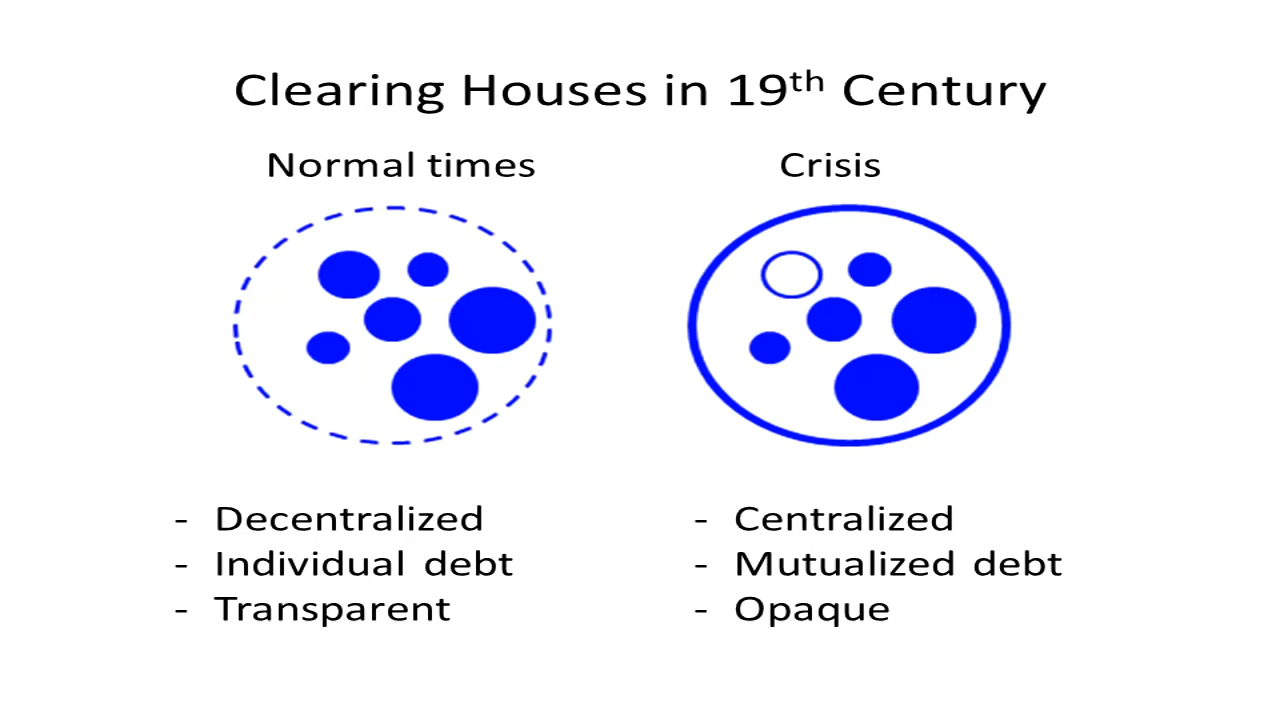 Clearing Houses in 19th Century
Normal times
Crisis
- Decentralized
- Individual debt
- Transparent
- Centralized
- Mutualized debt
- Opaque